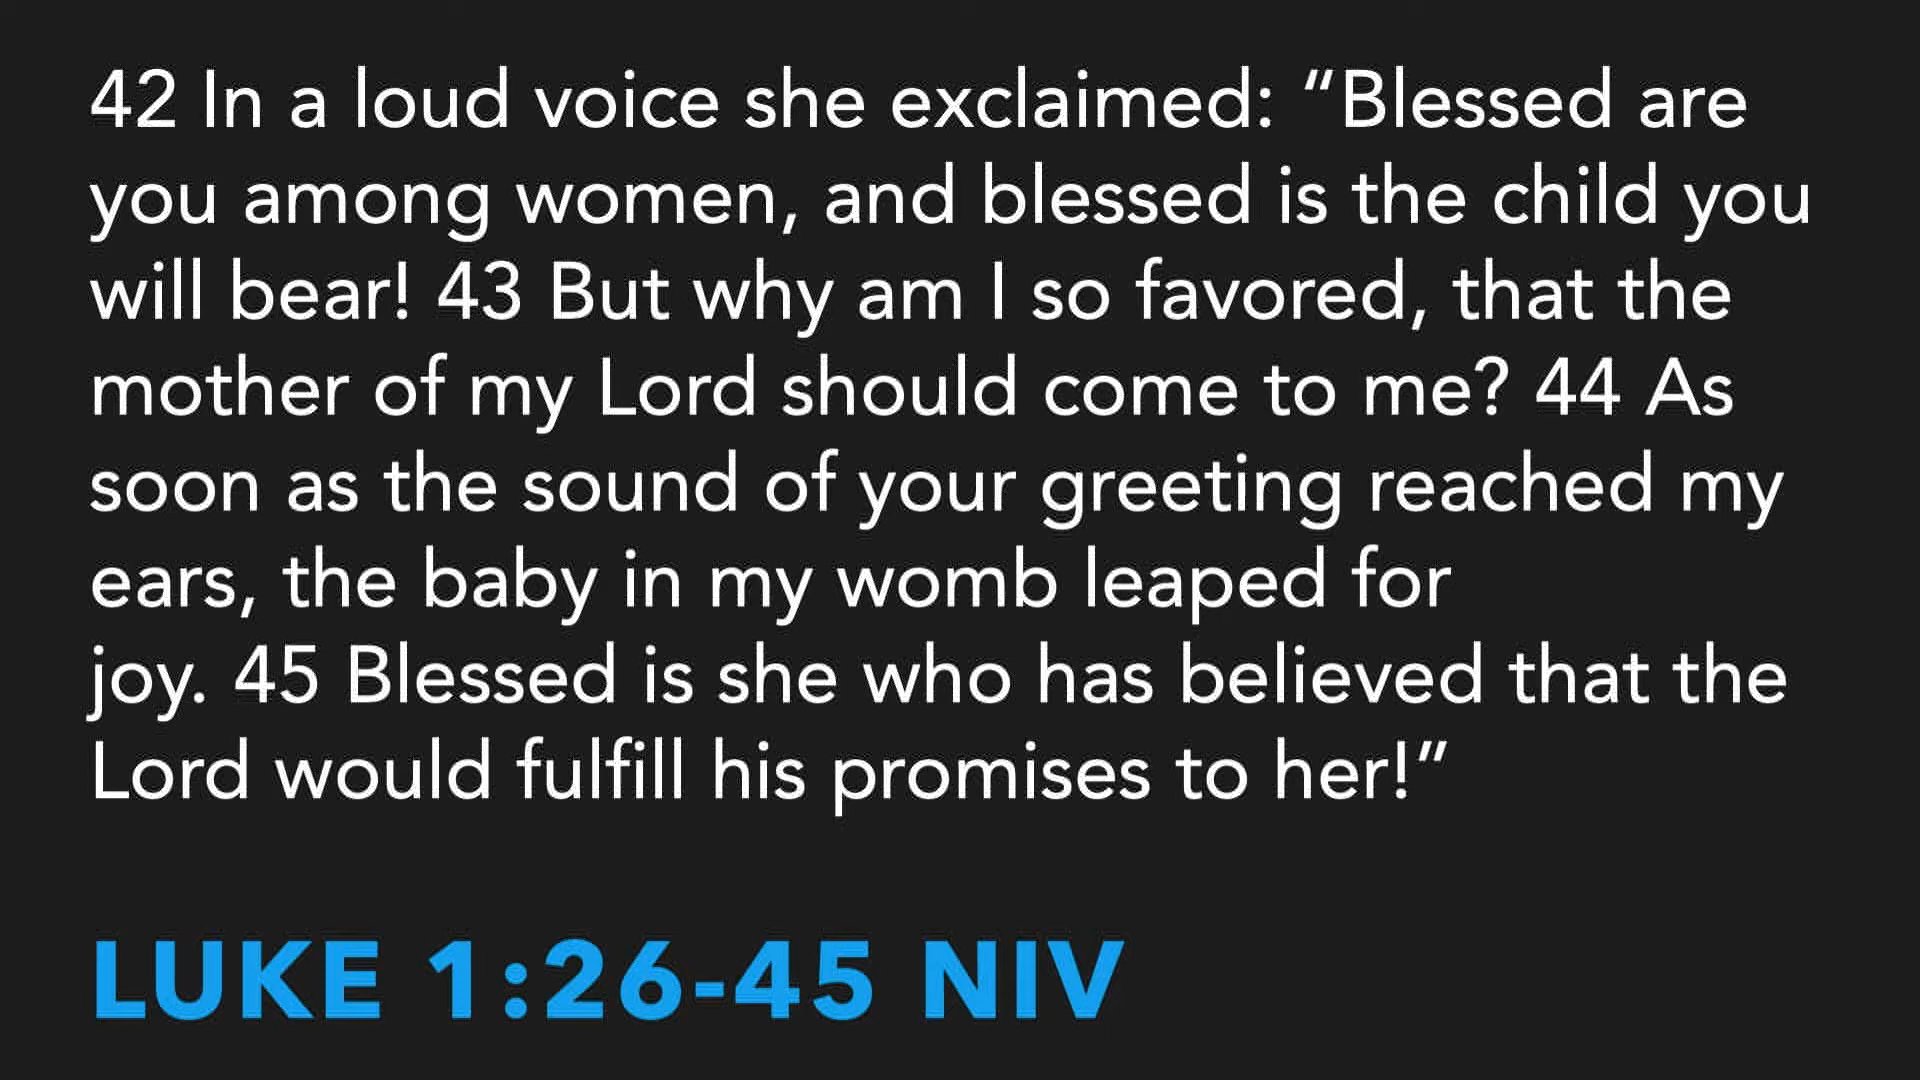 42 In a loud voice she exclaimed: “Blessed are
you among women, and blessed is the child you
will bear! 43 But why am I so favored, that the
mother of my Lord should come to me? 44 As
soon as the sound of your greeting reached my
ears, the baby in my womb leaped for
joy. 45 Blessed is she who has believed that the
Lord would fulfill his promises to her!”
LUKE 1:26-45 NIV